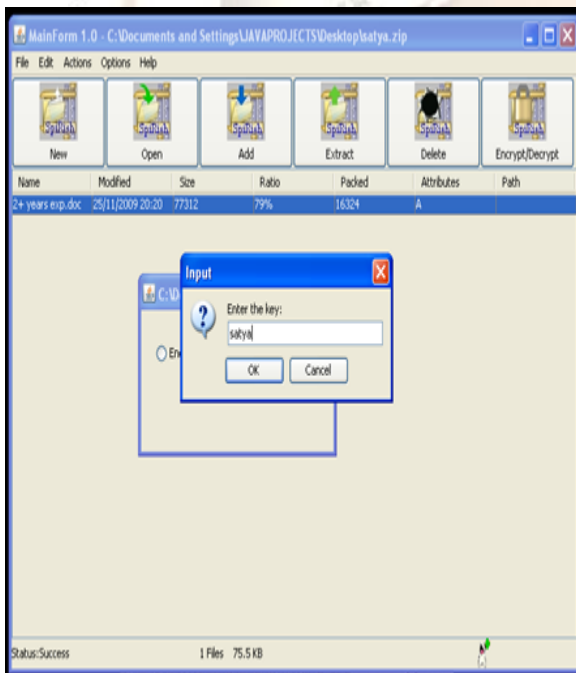 MainForm 1.0 - C:\Documents and Settings\JAVAPROJECTS\Desktop\satya.zip
File Edit Actions Options Help
New Open Add Extract Delete Encrypt/Decrypt
Name Modified Size Ratio Packed Attributes Path
2+ years exp.doc 25/11/2009 20:20 77312 79% 16324 A
Input
C:\D
Enter the key:
satya
En
OK Cancel
Status:Success 1 Files 75.5 KB